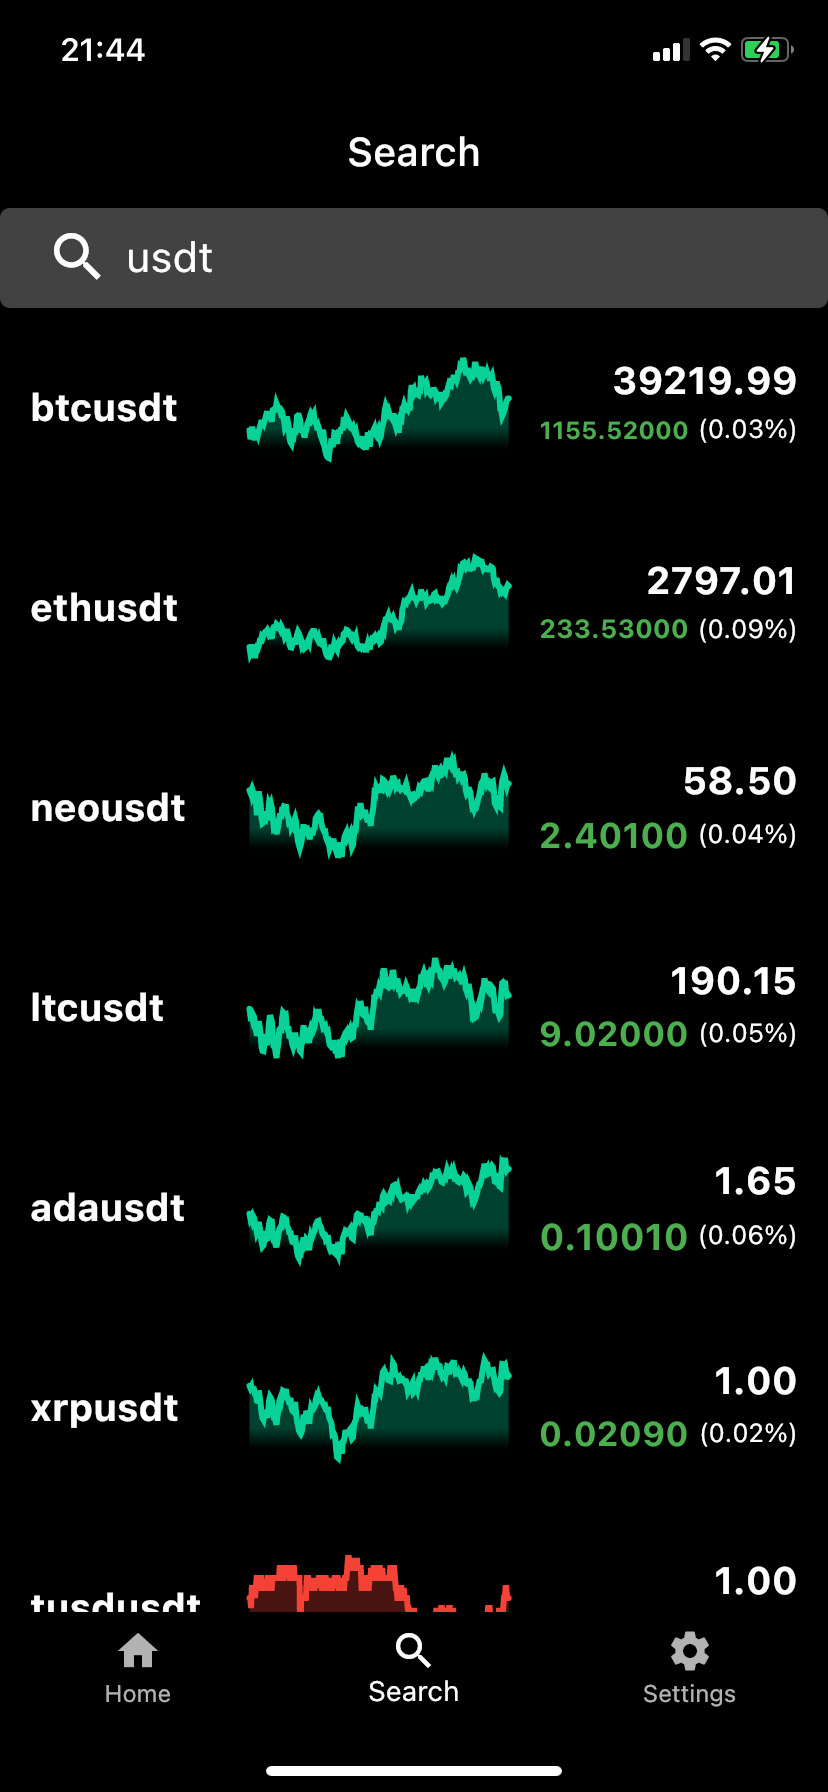 21:44
Search
usdt
btcusdt
39219.99
1155.52000 (0.03%)
ethusdt
2797.01
233.53000 (0.09%)
neousdt
58.50
2.40100 (0.04%)
ltcusdt
190.15
9.02000 (0.05%)
adausdt
1.65
0.10010 (0.06%)
xrpusdt
1.00
0.02090 (0.02%)
tusdusdt
1.00
Home
Search
Settings